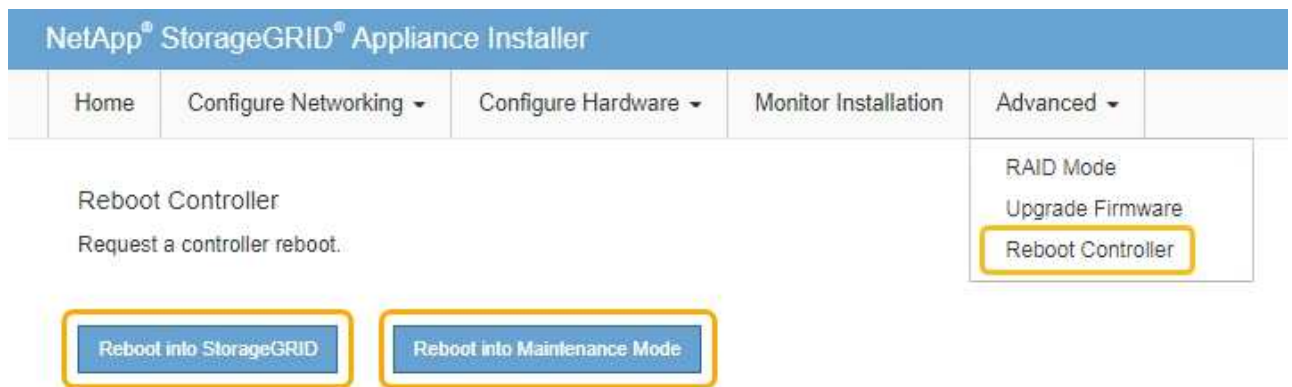 NetApp® StorageGRID® Appliance Installer
Home Configure Networking Configure Hardware Monitor Installation Advanced
RAID Mode
Upgrade Firmware
Reboot Controller
Reboot Controller
Request a controller reboot.
Reboot into StorageGRID Reboot into Maintenance Mode